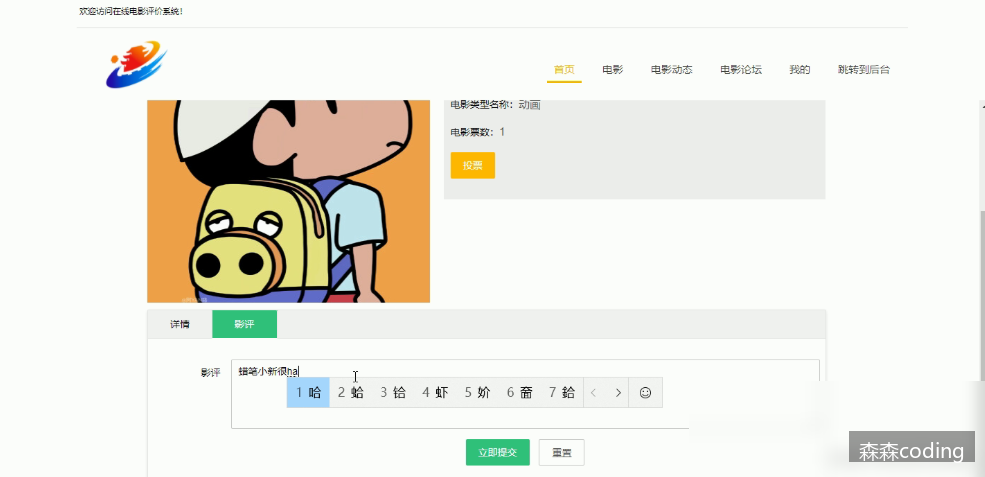 欢迎访问在线电影评价系统!
首页 电影 电影动态 电影论坛 我的 跳转到后台
电影类型名称：动画
电影票数：1
投票
详情 影评
影评
蜡笔小新很ha
1 哈 2 蛤 3 铪 4 虾 5 妎 6 奤 7 鉿
立即提交 重置
森森coding